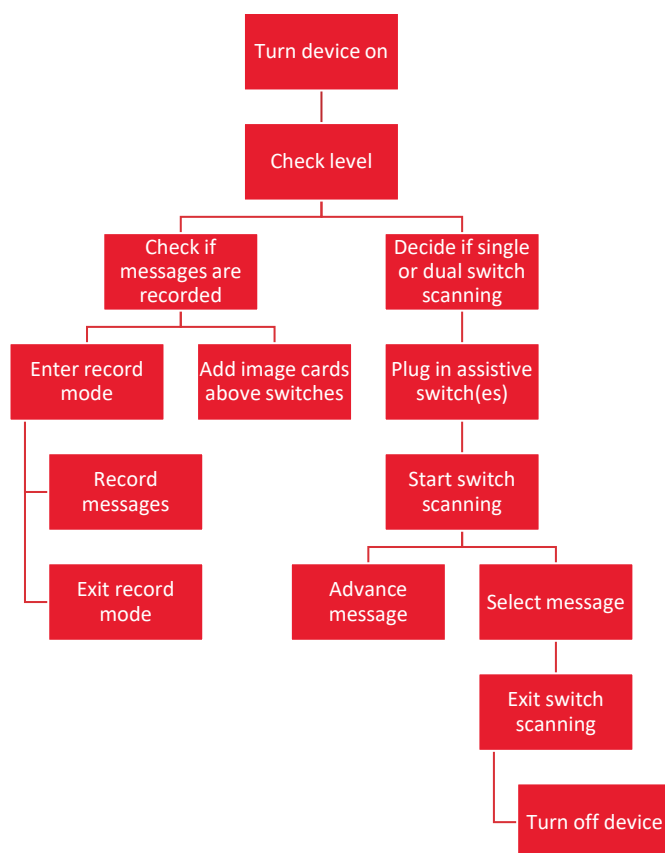 Turn device on
Check level
Check if
messages are
recorded
Decide if single
or dual switch
scanning
Enter record
mode
Add image cards
above switches
Plug in assistive
switch(es)
Record
messages
Start switch
scanning
Exit record
mode
Advance
message
Select message
Exit switch
scanning
Turn off device